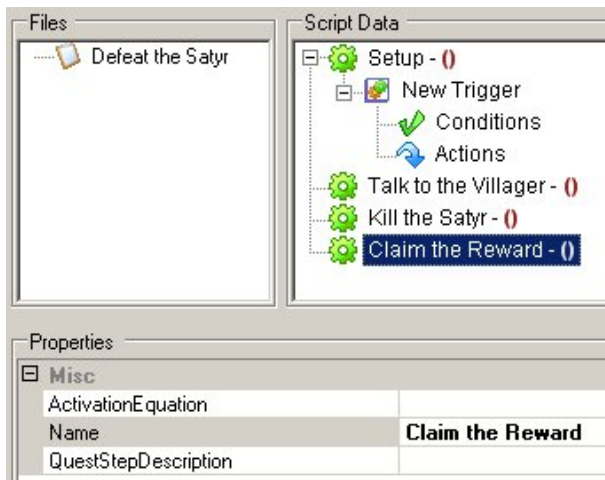 Files
Defeat the Satyr
Script Data
Setup - ()
New Trigger
Conditions
Actions
Talk to the Villager - ()
Kill the Satyr - ()
Claim the Reward - ()
Properties
Misc
ActivationEquation
Name Claim the Reward
QuestStepDescription